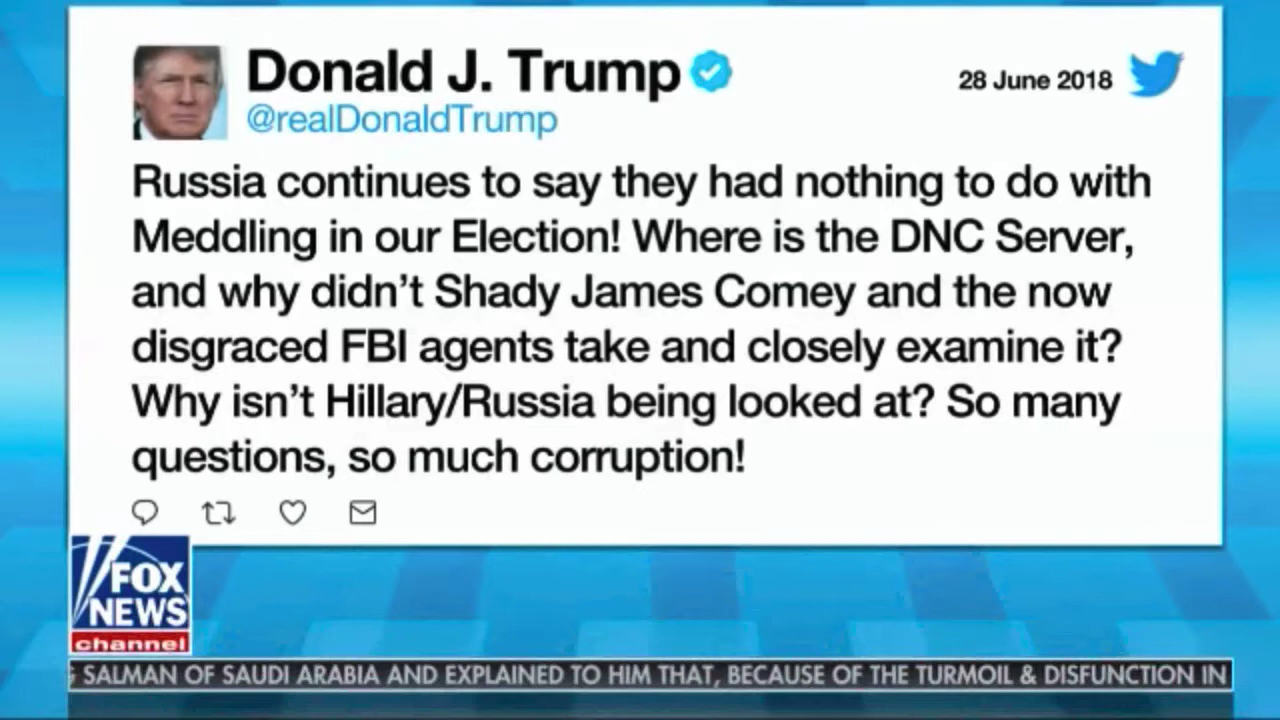 Donald J. Trump
28 June 2018
@realDonaldTrump
Russia continues to say they had nothing to do with
Meddling in our Election! Where is the DNC Server,
and why didn't Shady James Comey and the now
disgraced FBI agents take and closely examine it?
Why isn't Hillary/Russia being looked at? So many
questions, so much corruption!
FOX
NEWS
channel
SALMAN OF SAUDI ARABIA AND EXPLAINED TO HIM THAT, BECAUSE OF THE TURMOIL & DISFUNCTION IN